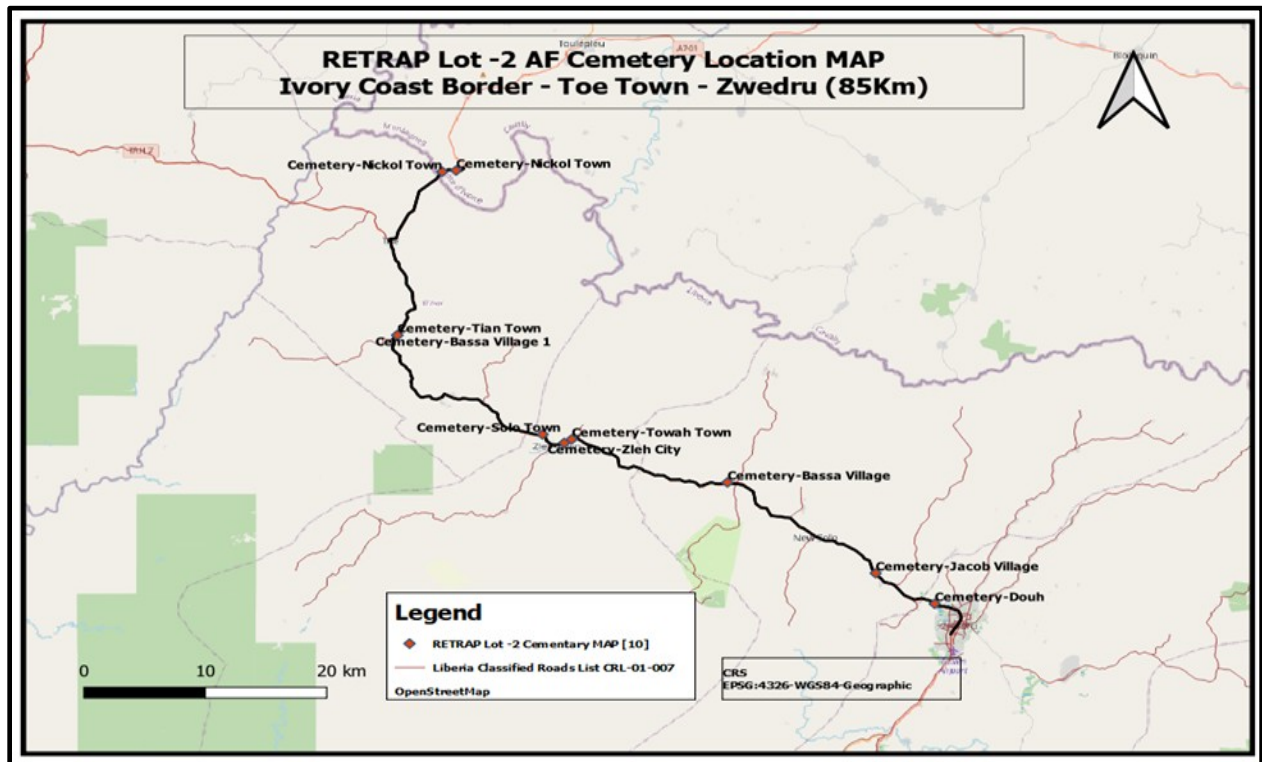 RETRAP Lot -2 AF Cemetery Location MAP
Ivory Coast Border - Toe Town - Zwedru (85Km)
A701
Cavally
Cemetery-Nickol Town
Cemetery-Nickol Town
Cemetery-Tian Town
Cemetery-Bassa Village 1
Cavally
Cemetery-Solo Town
Cemetery-Towah Town
Cemetery-Zleh City
Cemetery-Bassa Village
Cemetery-Jacob Village
Cemetery-Douh
Legend
RETRAP Lot -2 Cementary MAP [10]
Liberia Classified Roads List CRL-01-007
OpenStreetMap
0 10 20 km
CRS
EPSG:4326-WGS84-Geographic